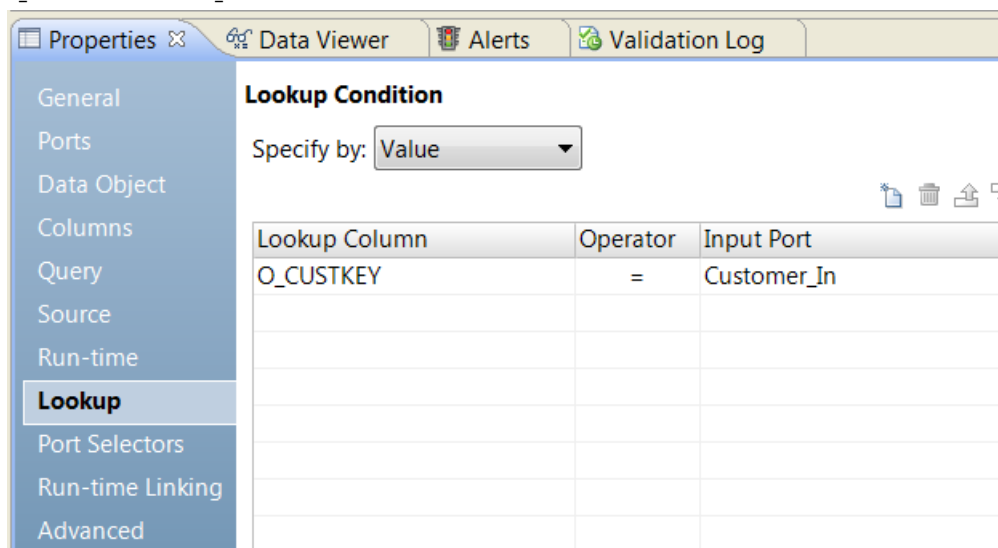 Properties Data Viewer Alerts Validation Log
General
Ports
Data Object
Columns
Query
Source
Run-time
Lookup
Port Selectors
Run-time Linking
Advanced
Lookup Condition
Specify by: Value
Lookup Column Operator Input Port
O_CUSTKEY = Customer_In